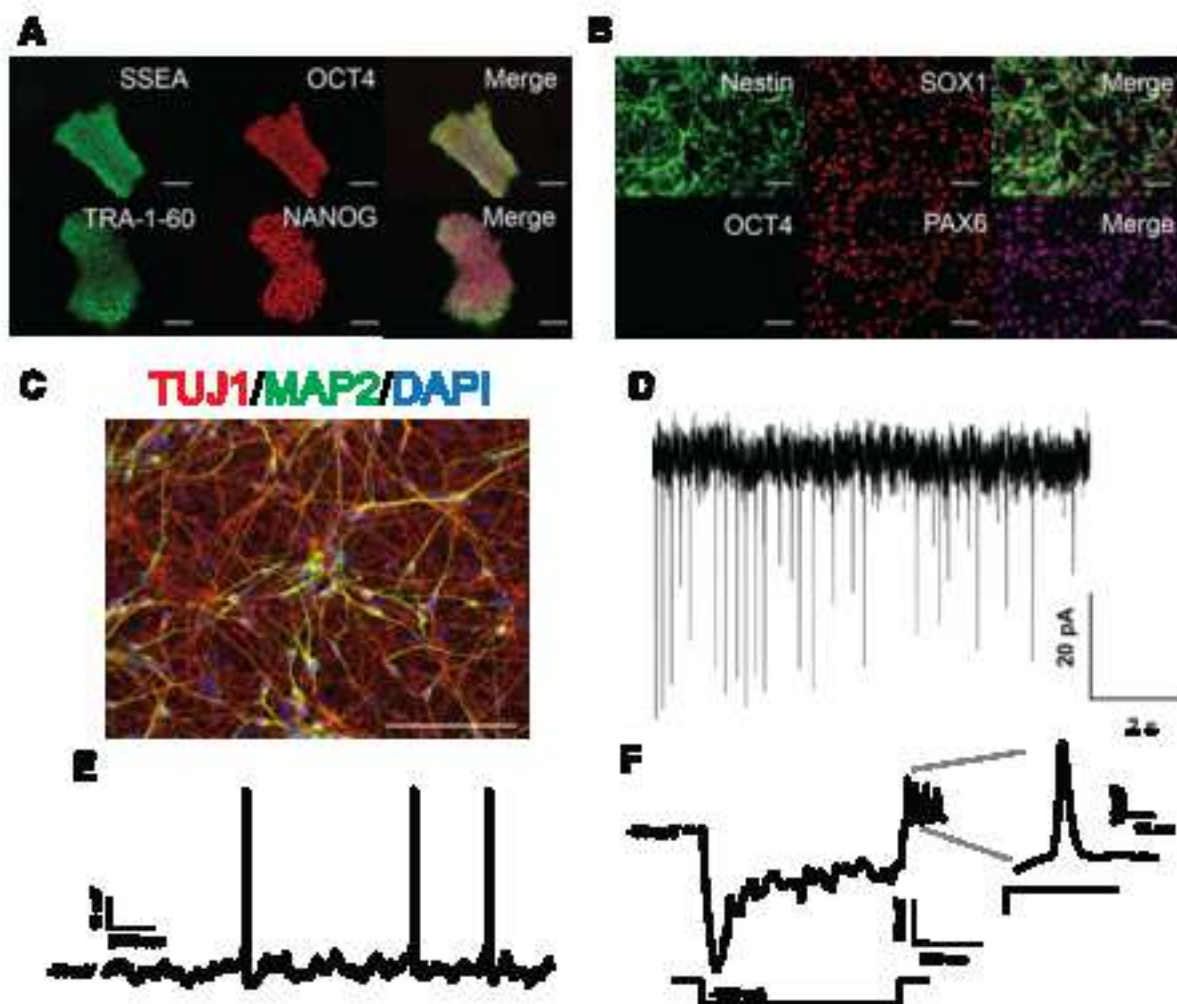 A
SSEA OCT4 Merge
TRA-1-60 NANOG Merge
B
Nestin SOX1 Merge
OCT4 PAX6 Merge
C
TUJ1/MAP2/DAPI
D
20 pA
2 s
E
F